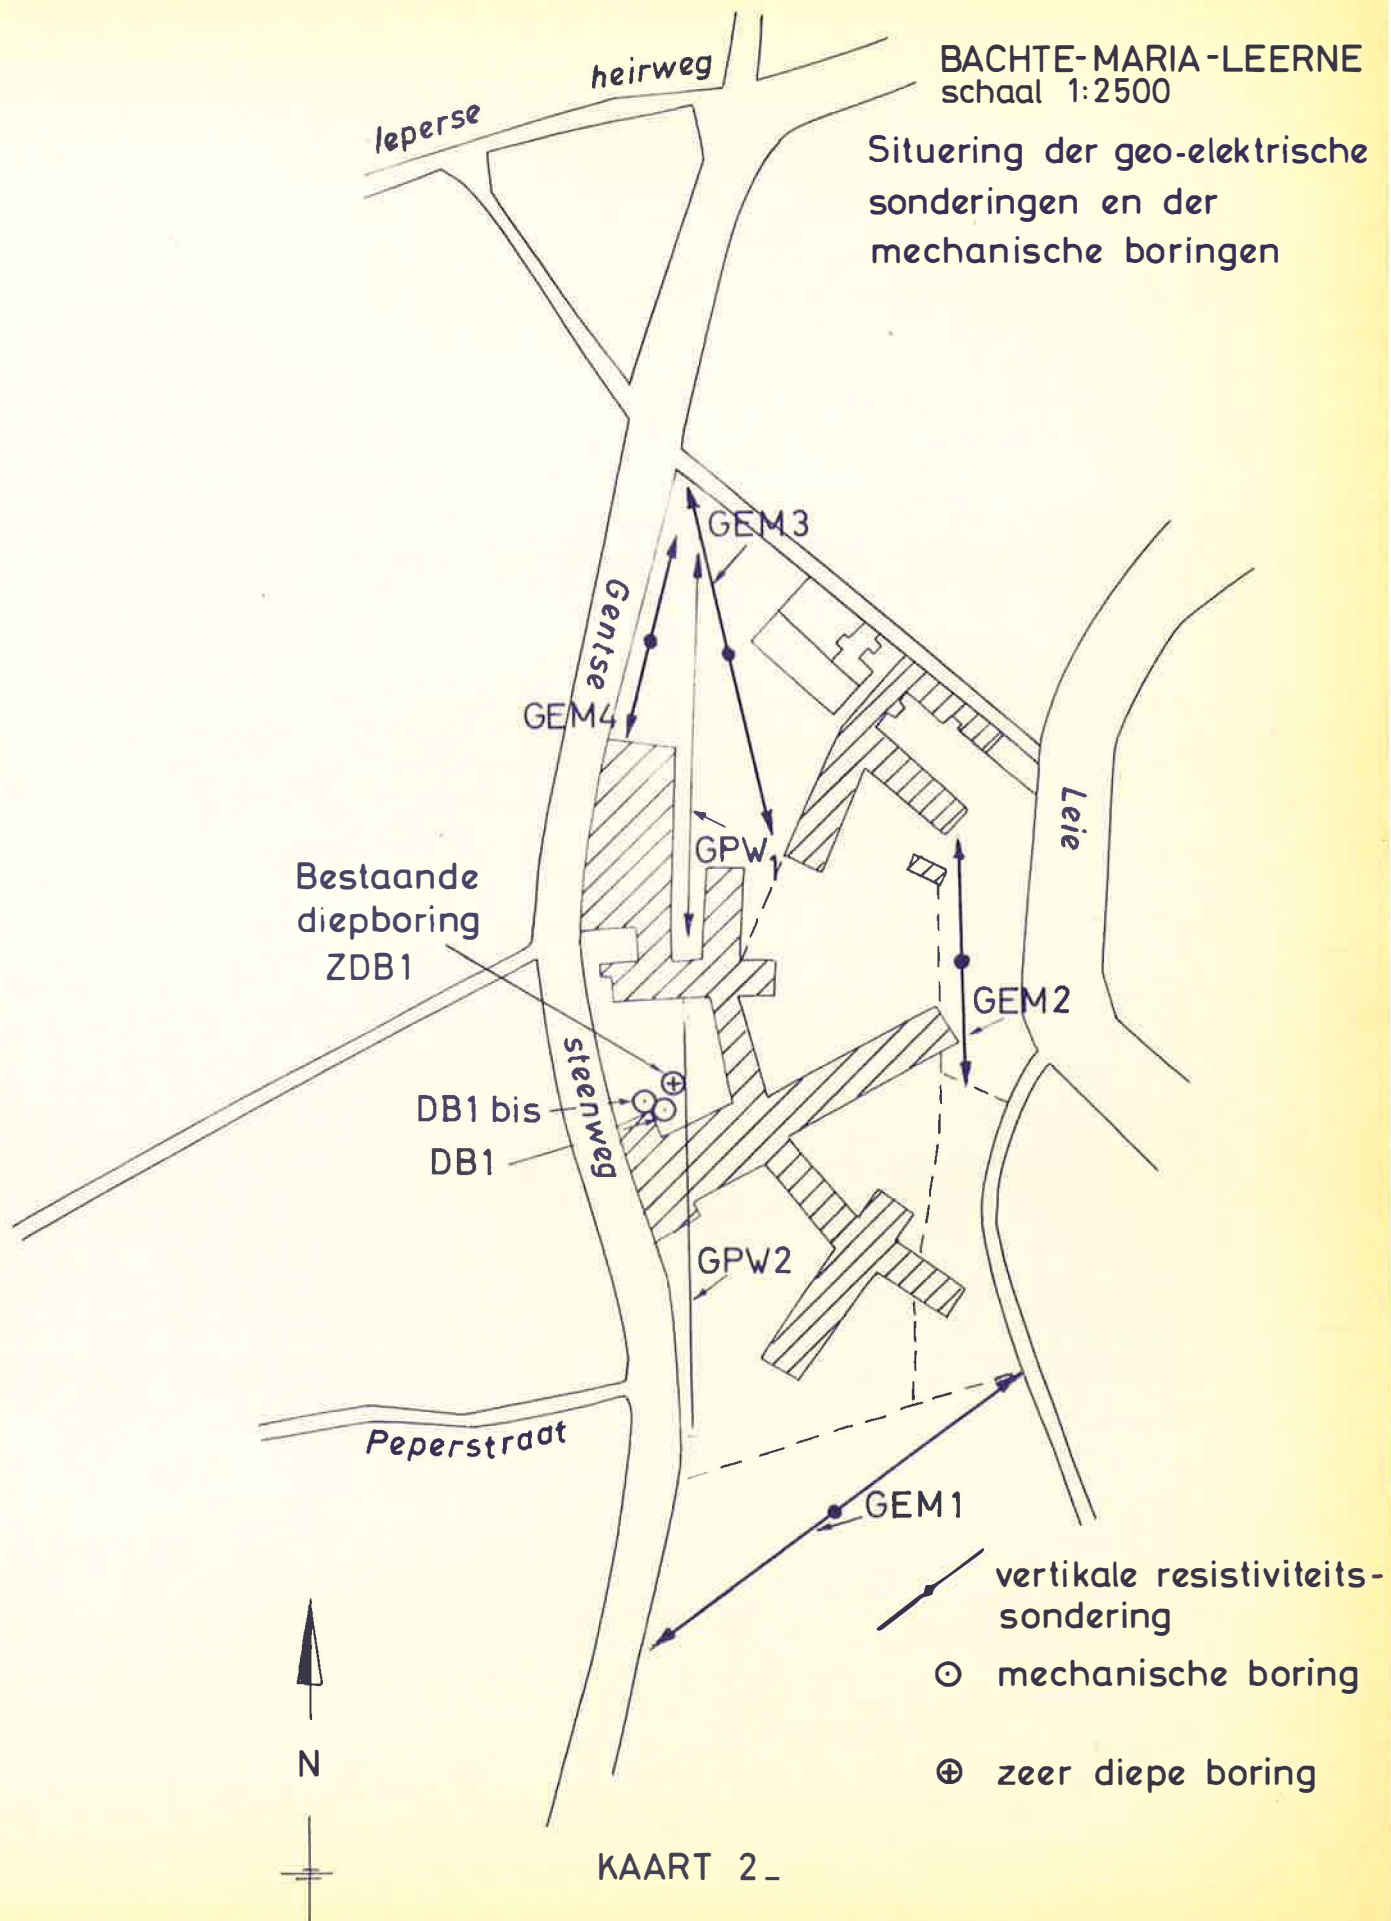 BACHTE-MARIA-LEERNE
schaal 1:2500
Situering der geo-elektrische
sonderingen en der
mechanische boringen
Ieperse heirweg
GEM3
Gentse
GEM4
Leie
GPW1
Bestaande
diepboring
ZDB1
GEM2
steenweg
DB1 bis
DB1
GPW2
Peperstraat
GEM1
vertikale resistiviteits-
sondering
mechanische boring
N
zeer diepe boring
KAART 2_